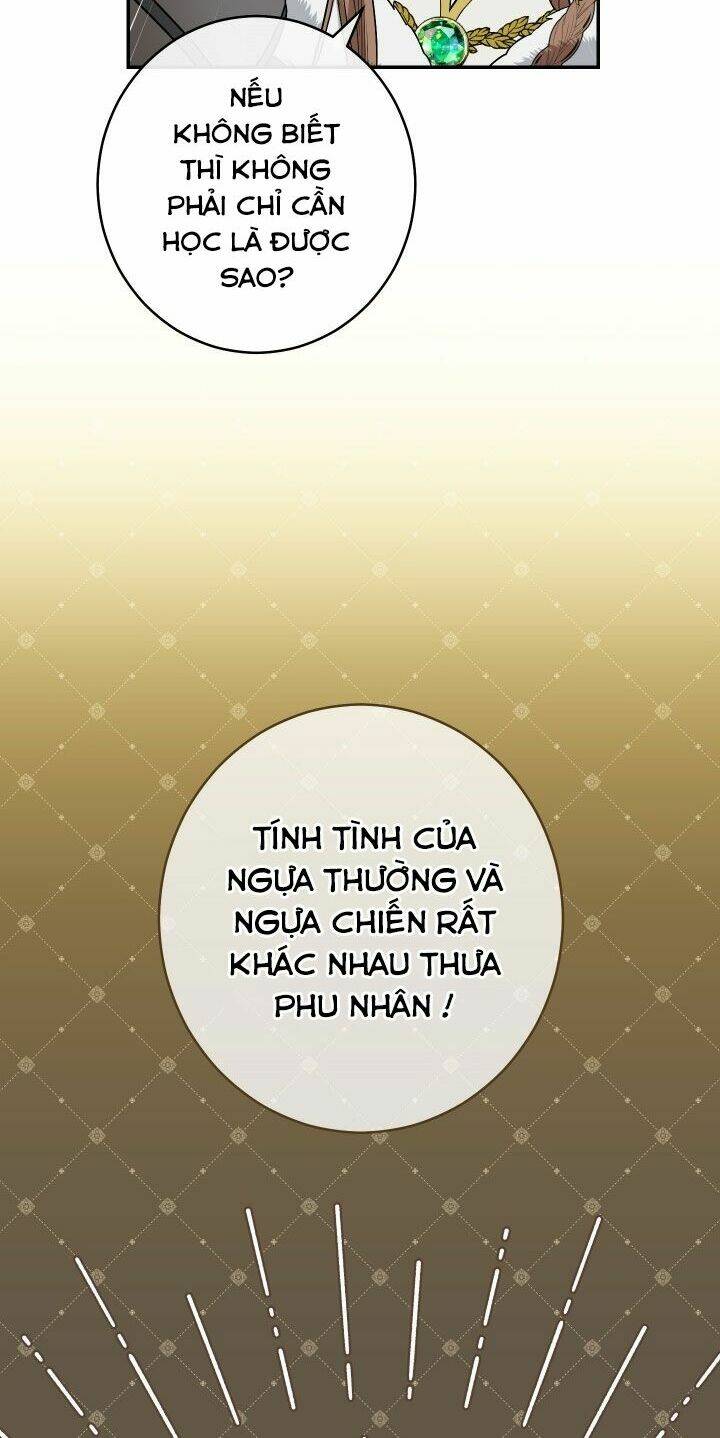 NẾU
KHÔNG BIẾT
THÌ KHÔNG
PHẢI CHỈ CẦN
HỌC LÀ ĐƯỢC
SAO?
TÍNH TÌNH CỦA
NGỰA THƯỜNG VÀ
NGỰA CHIẾN RẤT
KHÁC NHAU THƯA
PHU NHÂN !